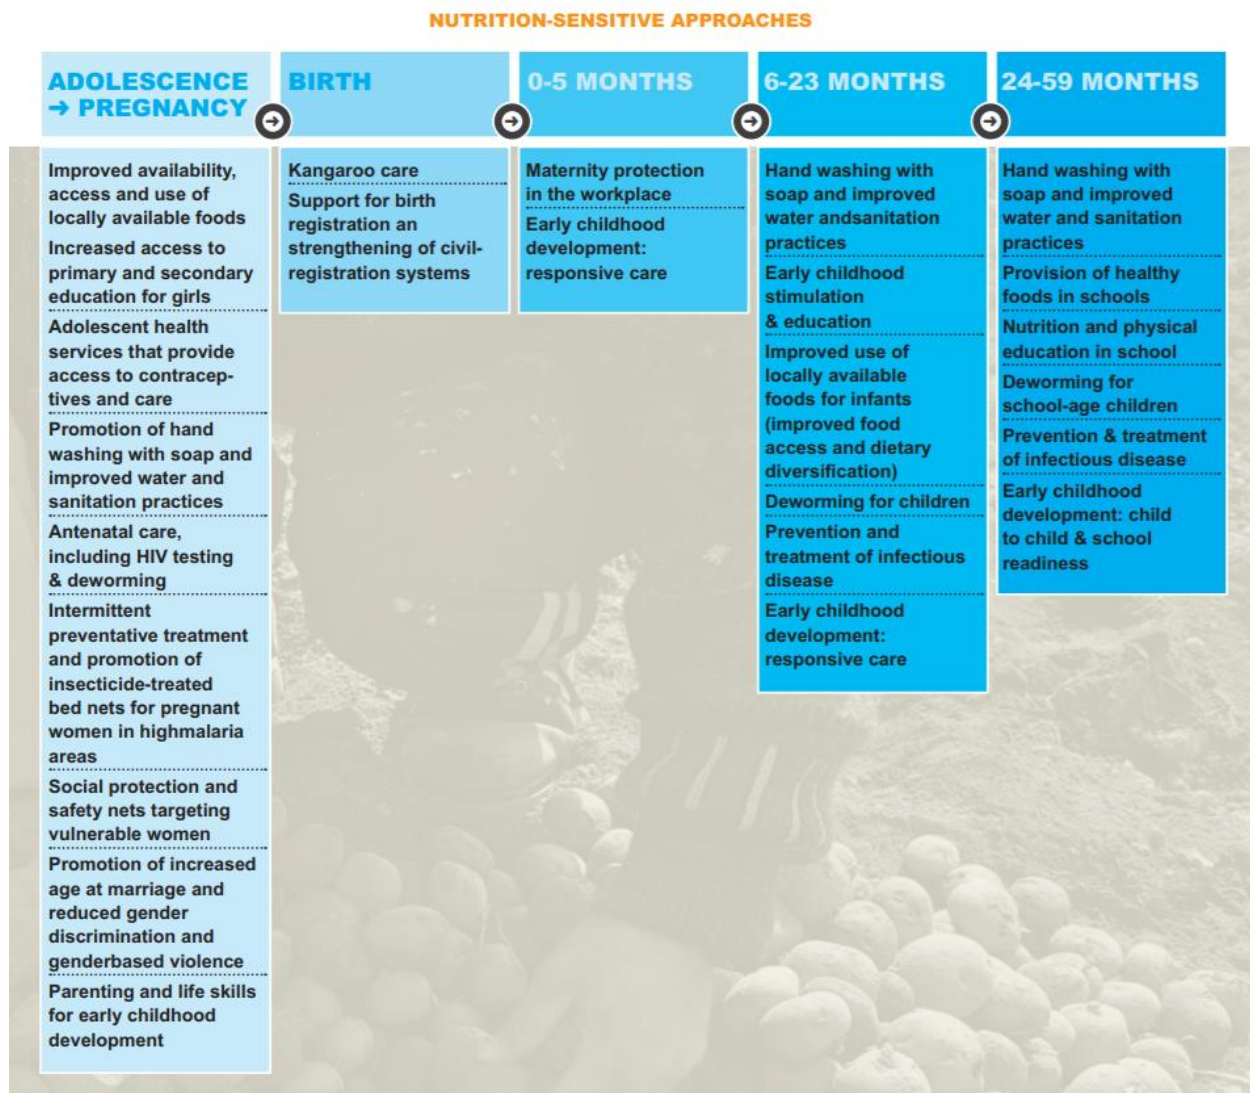 NUTRITION-SENSITIVE APPROACHES
ADOLESCENCE
→ PREGNANCY
Improved availability,
access and use of
locally available foods
Increased access to
primary and secondary
education for girls
Adolescent health
services that provide
access to contracep-
tives and care
Promotion of hand
washing with soap and
improved water and
sanitation practices
Antenatal care,
including HIV testing
& deworming
Intermittent
preventative treatment
and promotion of
insecticide-treated
bed nets for pregnant
women in highmalaria
areas
Social protection and
safety nets targeting
vulnerable women
Promotion of increased
age at marriage and
reduced gender
discrimination and
genderbased violence
Parenting and life skills
for early childhood
development
BIRTH
Kangaroo care
Support for birth
registration an
strengthening of civil-
registration systems
0-5 MONTHS
Maternity protection
in the workplace
Early childhood
development:
responsive care
6-23 MONTHS
Hand washing with
soap and improved
water andsanitation
practices
Early childhood
stimulation
& education
Improved use of
locally available
foods for infants
(improved food
access and dietary
diversification)
Deworming for children
Prevention and
treatment of infectious
disease
Early childhood
development:
responsive care
24-59 MONTHS
Hand washing with
soap and improved
water and sanitation
practices
Provision of healthy
foods in schools
Nutrition and physical
education in school
Deworming for
school-age children
Prevention & treatment
of infectious disease
Early childhood
development: child
to child & school
readiness